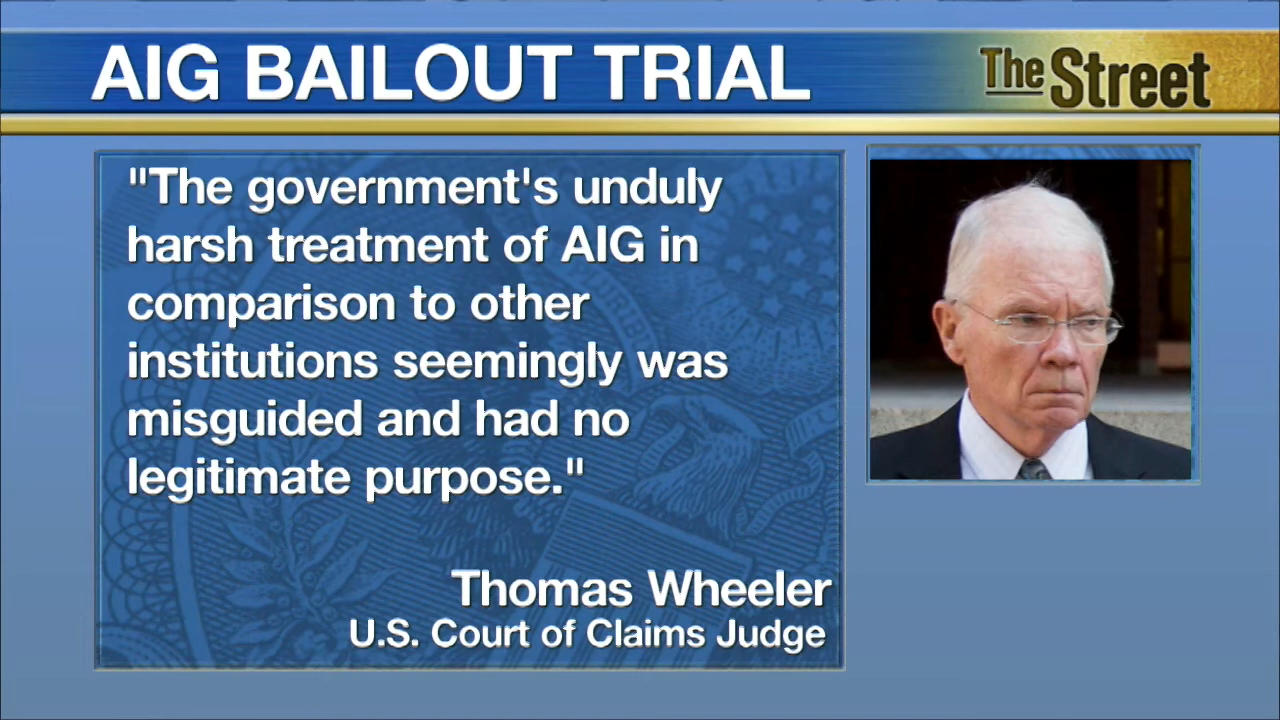 AIG BAILOUT TRIAL
The Street
"The government's unduly
harsh treatment of AIG in
comparison to other
institutions seemingly was
misguided and had no
legitimate purpose."
Thomas Wheeler
U.S. Court of Claims Judge